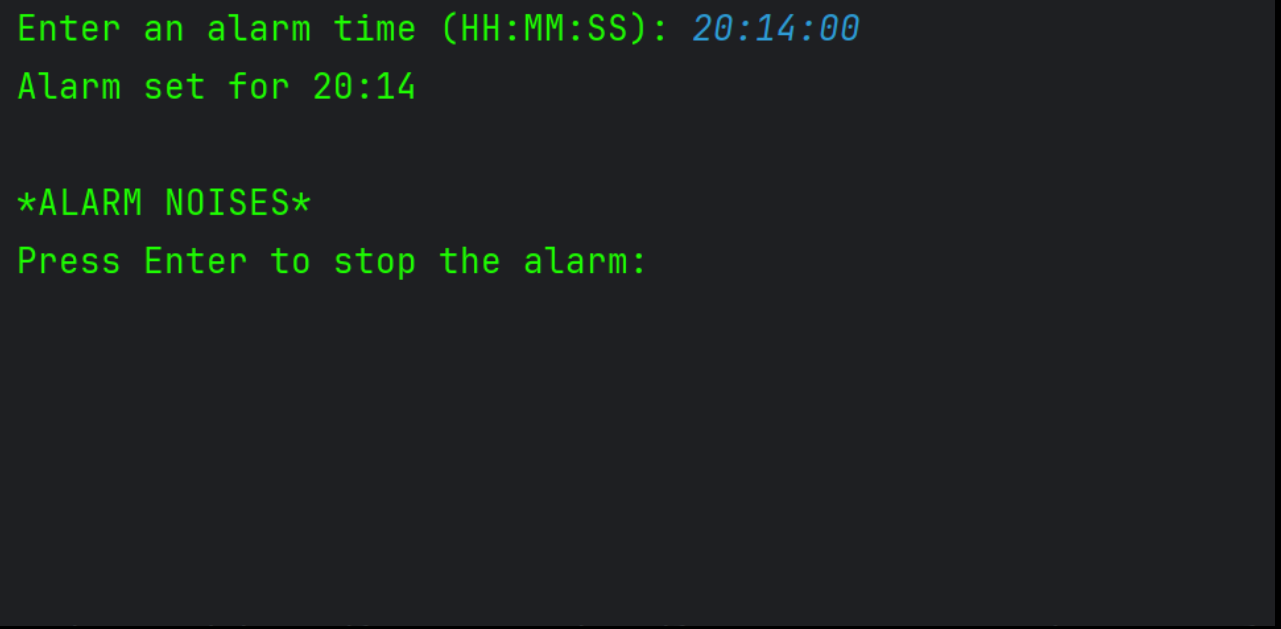 Enter an alarm time (HH:MM:SS): 20:14:00
Alarm set for 20:14
*ALARM NOISES*
Press Enter to stop the alarm: